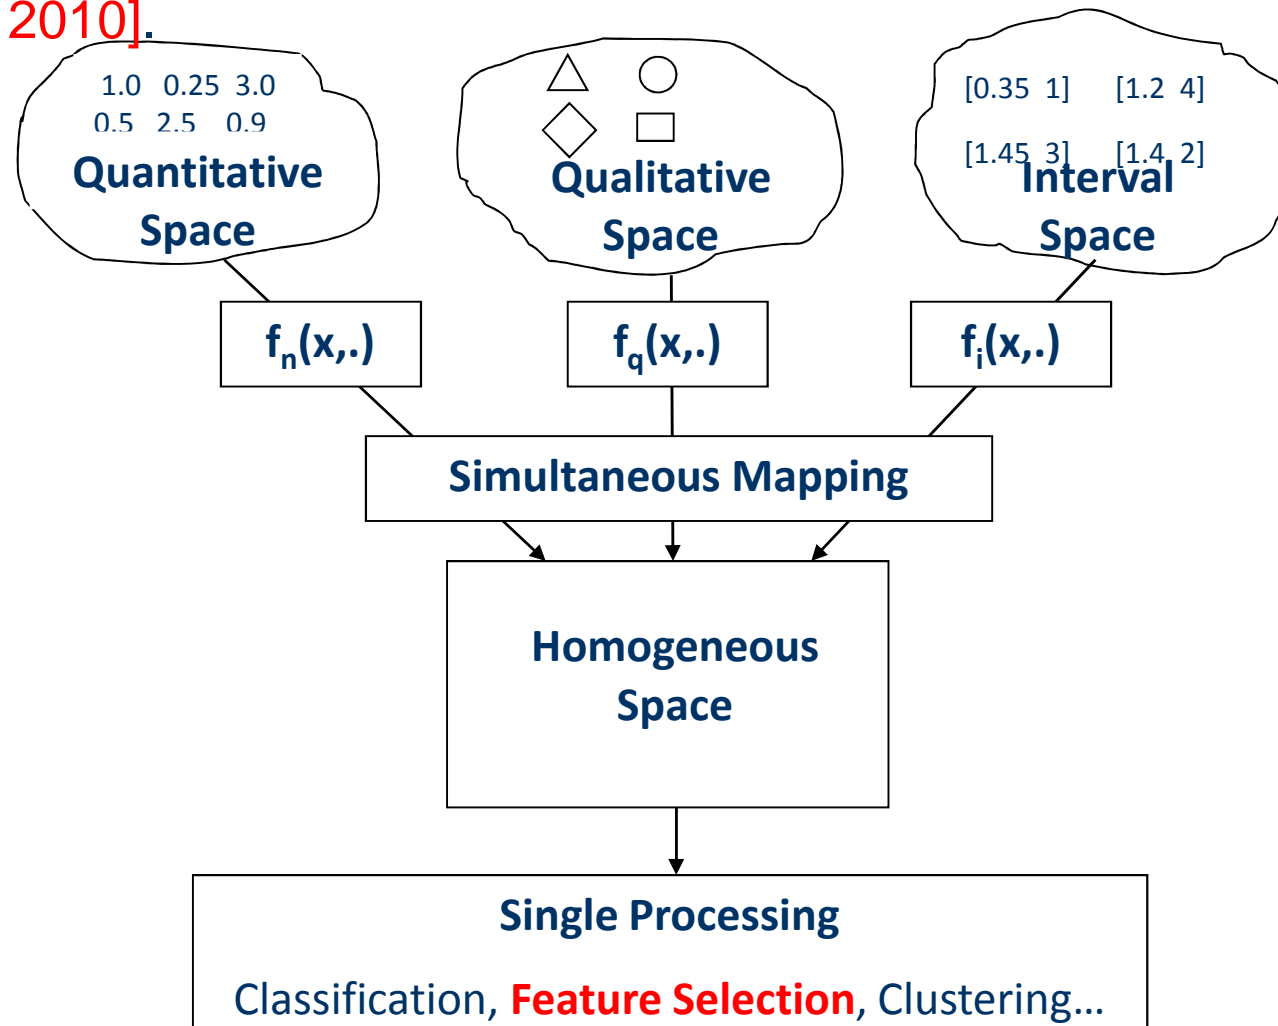 2010].
1.0 0.25 3.0
0.5 2.5 0.9
Quantitative
Space
Qualitative
Space
[0.35 1] [1.2 4]
[1.45 3] [1.4 2]
Interval
Space
fn(x,.)
fq(x,.)
fi(x,.)
Simultaneous Mapping
Homogeneous
Space
Single Processing
Classification, Feature Selection, Clustering…